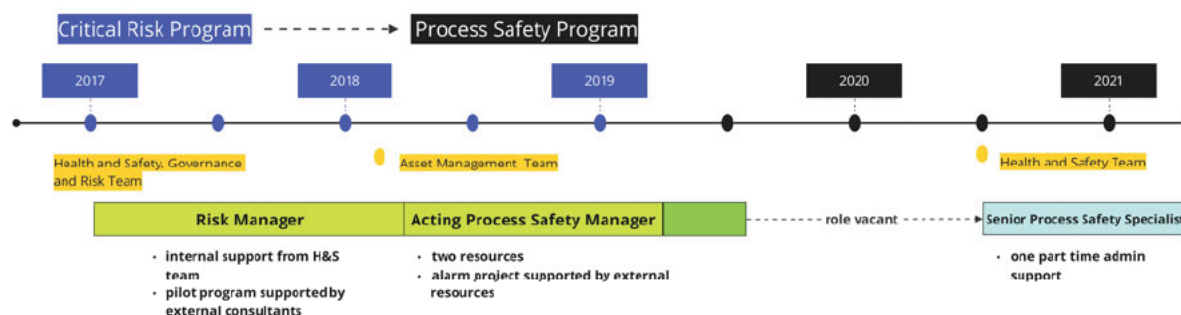 Critical Risk Program
Process Safety Program
2017
2018
2019
2020
2021
Health and Safety, Governance
and Risk Team
Asset Management Team
Health and Safety Team
Risk Manager
Acting Process Safety Manager
role vacant
Senior Process Safety Specialist
• internal support from H&S
team
• pilot program supported by
external consultants
• two resources
• alarm project supported by external
resources
• one part time admin
support